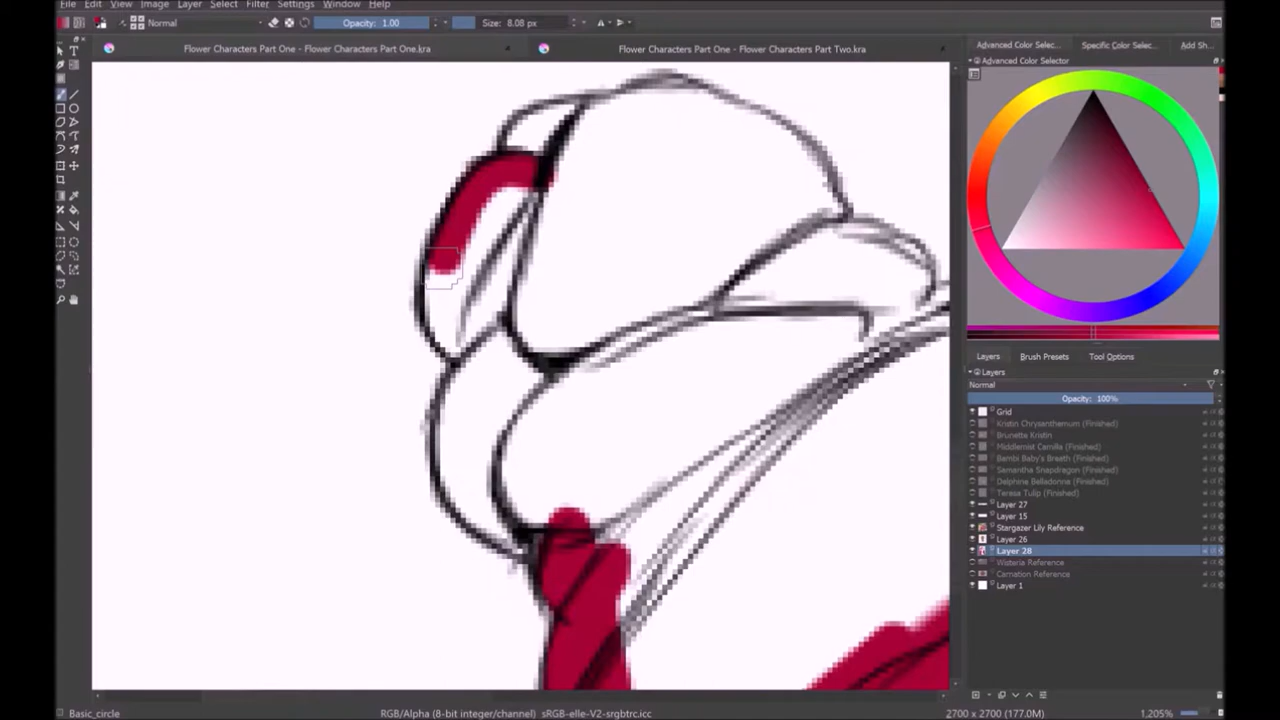 File Edit View Image Layer Select Filter Settings Window Help
Normal Opacity: 1.00 Size: 8.08 px
Flower Characters Part One - Flower Characters Part One.kra
Flower Characters Part One - Flower Characters Part Two.kra
Advanced Color Selec... Specific Color Selec... Add Sh...
Advanced Color Selector
Layers Brush Presets Tool Options
Layers
Normal
Opacity: 100%
Grid
Kristin Chrysanthemum (Finished)
Brunette Kristin
Middlemist Camilla (Finished)
Bambi Baby's Breath (Finished)
Samantha Snapdragon (Finished)
Delphine Belladonna (Finished)
Teresa Tulip (Finished)
Layer 27
Layer 15
Stargazer Lily Reference
Layer 26
Layer 28
Wisteria Reference
Carnation Reference
Layer 1
Basic_circle
RGB/Alpha (8-bit integer/channel) sRGB-elle-V2-srgbtrc.icc
2700 x 2700 (177.0M)
1,205%